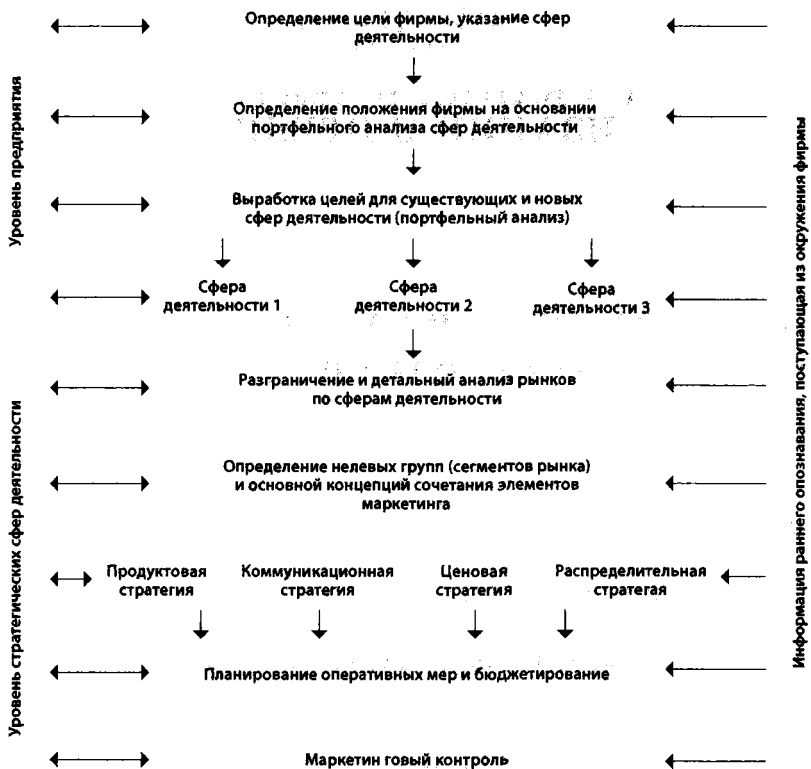 Определение цели фирмы, указание сфер
деятельности
Определение положения фирмы на основании
портфельного анализа сфер деятельности
Выработка целей для существующих и новых
сфер деятельности (портфельный анализ)
Сфера
деятельности 1
Сфера
деятельности 2
Сфера
деятельности 3
Разграничение и детальный анализ рынков
по сферам деятельности
Определение нелевых групп (сегментов рынка)
и основной концепций сочетания элементов
маркетинга
Продуктовая
стратегия
Коммуникационная
стратегия
Ценовая
стратегия
Распределительная
стратегая
Планирование оперативных мер и бюджетирование
Маркетин говый контроль
Уровень предприятия
Уровень стратегических сфер деятельности
Информация раннего опознавания, поступающая из окружения фирмы